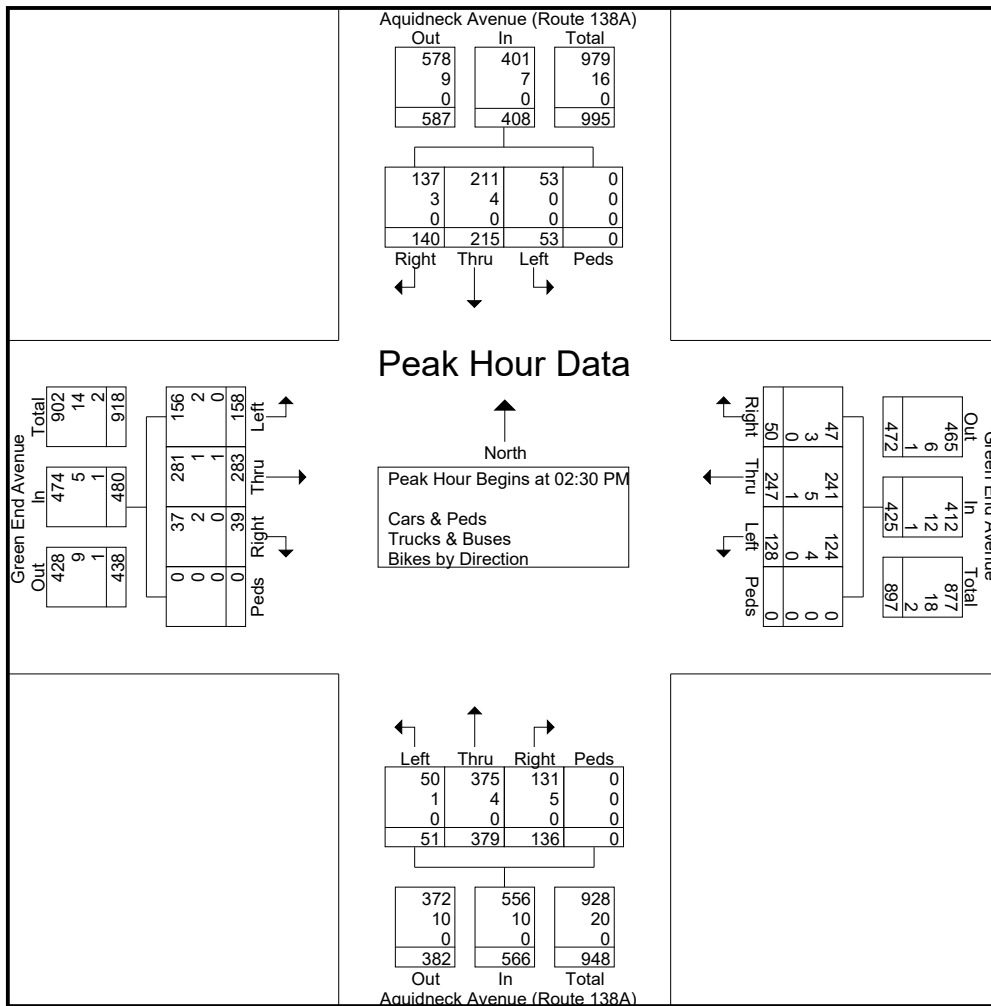 Aquidneck Avenue (Route 138A)
Out In Total
578 401 979
9 7 16
0 0 0
587 408 995
137 211 53 0
3 4 0 0
0 0 0 0
140 215 53 0
Right Thru Left Peds
Peak Hour Data
North
Peak Hour Begins at 02:30 PM
Cars & Peds
Trucks & Buses
Bikes by Direction
Green End Avenue
Out In Total
438 480 918
1 1 2
9 5 14
428 474 902
Left Thru Right Peds
158 283 39 0
0 1 0 0
2 1 2 0
156 281 37 0
Green End Avenue
Out In Total
465 412 877
6 12 18
1 1 2
472 425 897
47 241 124 0
3 5 4 0
0 1 0 0
50 247 128 0
Right Thru Left Peds
Left Thru Right Peds
50 375 131 0
1 4 5 0
0 0 0 0
51 379 136 0
372 556 928
10 10 20
0 0 0
382 566 948
Out In Total
Aquidneck Avenue (Route 138A)